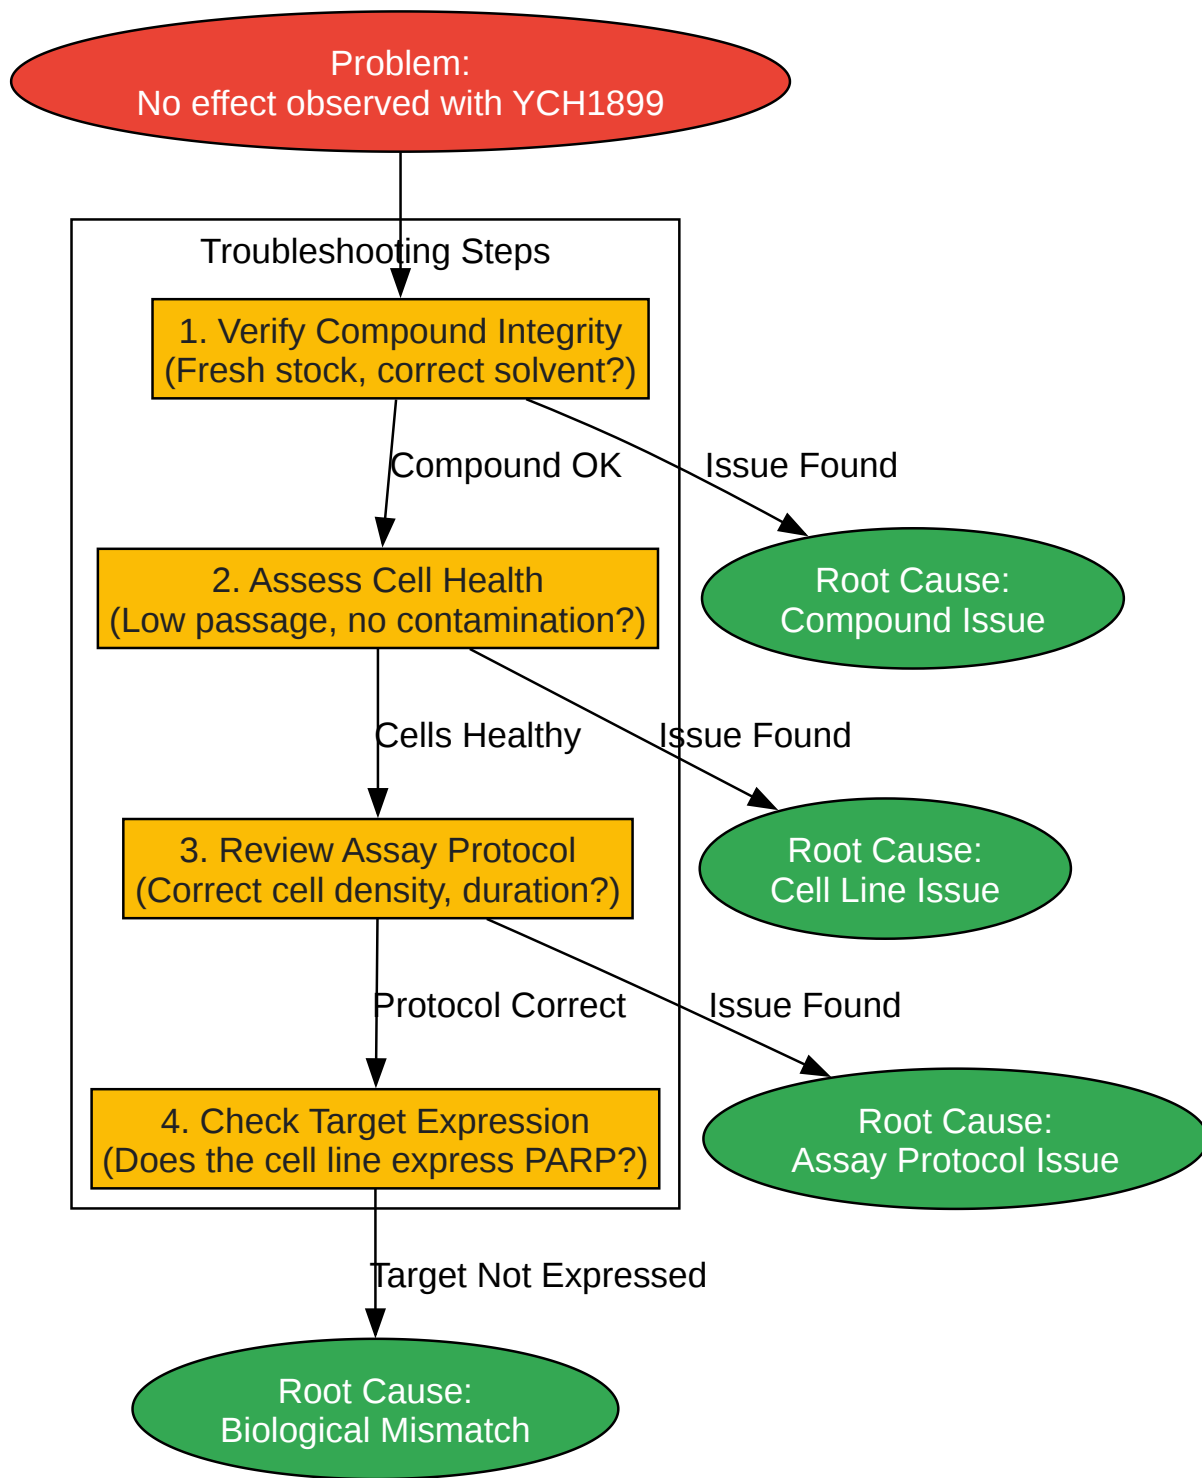 Problem:
No effect observed with YCH1899
Troubleshooting Steps
1. Verify Compound Integrity
(Fresh stock, correct solvent?)
Compound OK
Issue Found
2. Assess Cell Health
(Low passage, no contamination?)
Root Cause:
Compound Issue
Cells Healthy
Issue Found
3. Review Assay Protocol
(Correct cell density, duration?)
Root Cause:
Cell Line Issue
Protocol Correct
Issue Found
4. Check Target Expression
(Does the cell line express PARP?)
Root Cause:
Assay Protocol Issue
Target Not Expressed
Root Cause:
Biological Mismatch